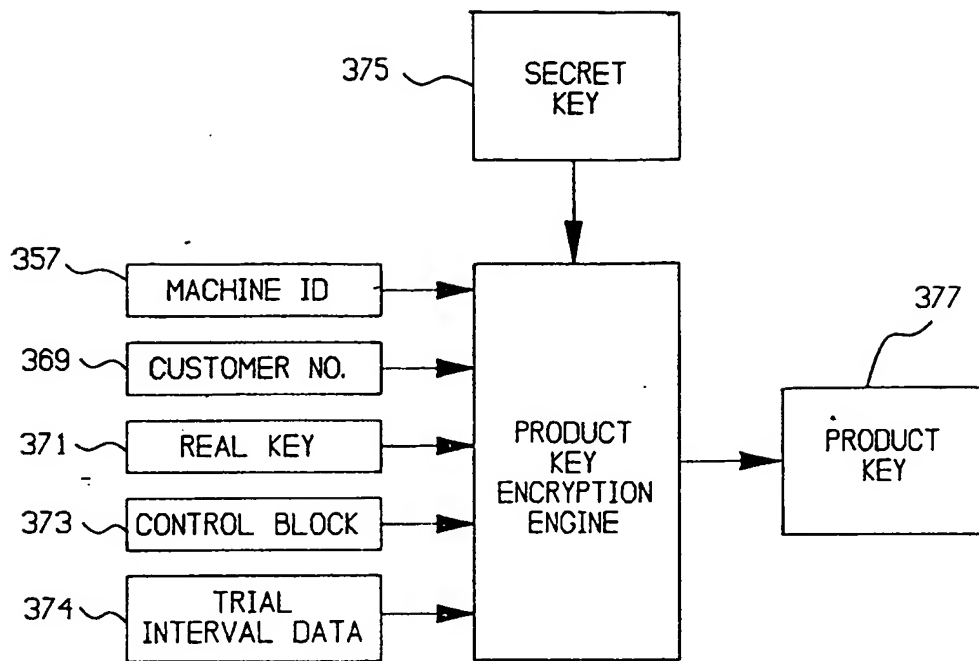 375
SECRET
KEY
357
MACHINE ID
369
CUSTOMER NO.
371
REAL KEY
373
CONTROL BLOCK
374
TRIAL
INTERVAL DATA
PRODUCT
KEY
ENCRYPTION
ENGINE
377
PRODUCT
KEY